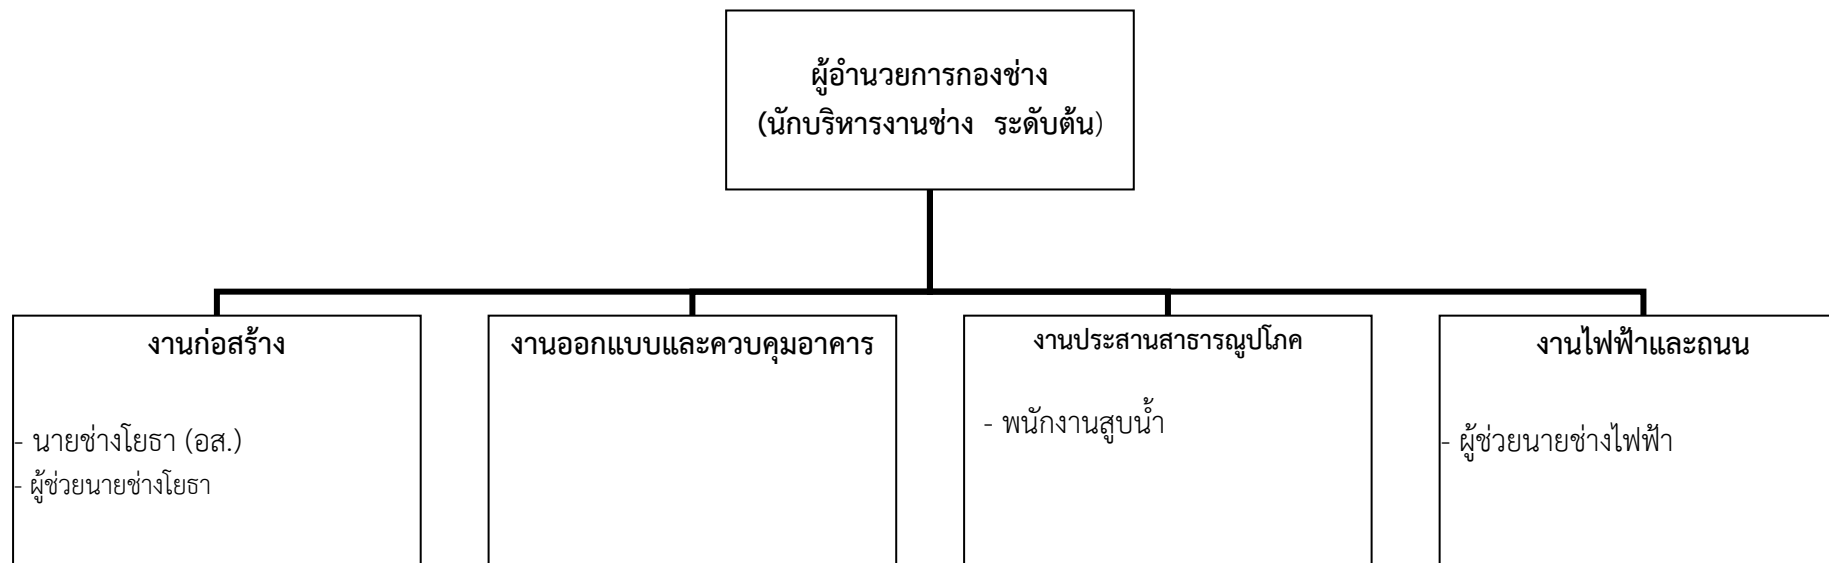 ผู้อำนวยการกองช่าง
(นักบริหารงานช่าง ระดับต้น)
งานก่อสร้าง
- นายช่างโยธา (อส.)
- ผู้ช่วยนายช่างโยธา
งานออกแบบและควบคุมอาคาร
งานประสานสาธารณูปโภค
- พนักงานสูบน้ำ
งานไฟฟ้าและถนน
- ผู้ช่วยนายช่างไฟฟ้า